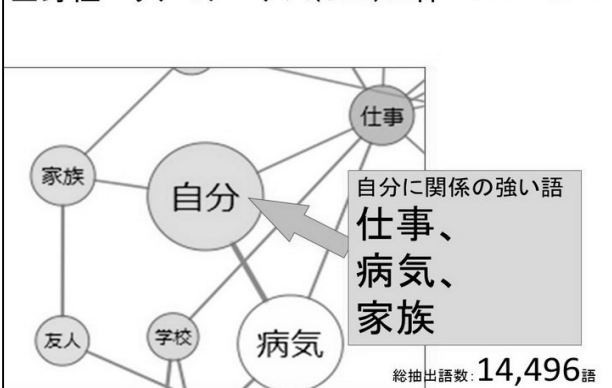 仕事
家族
自分
自分に関係の強い語
仕事、
病気、
家族
友人
学校
病気
総抽出語数:14,496語